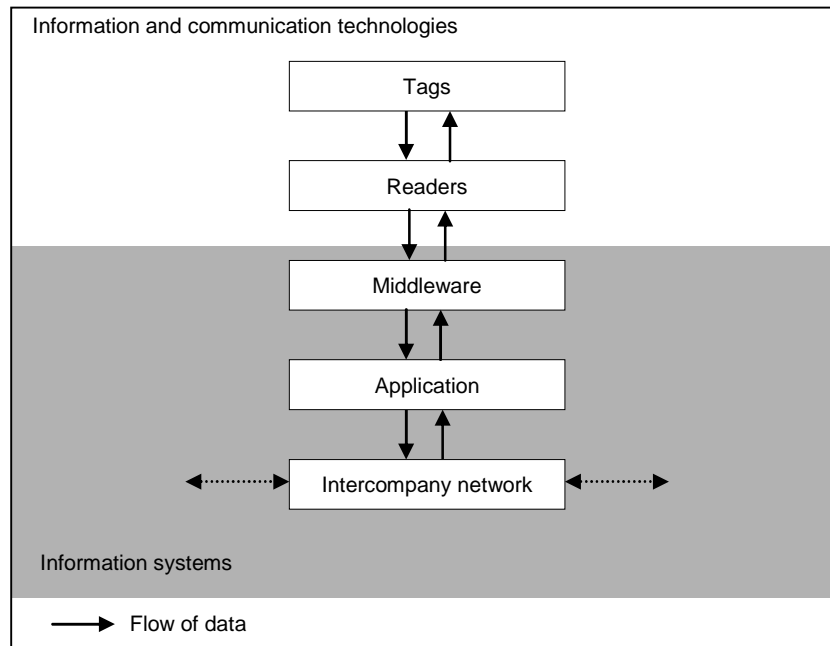 Information and communication technologies
Tags
Readers
Middleware
Application
Intercompany network
Information systems
Flow of data